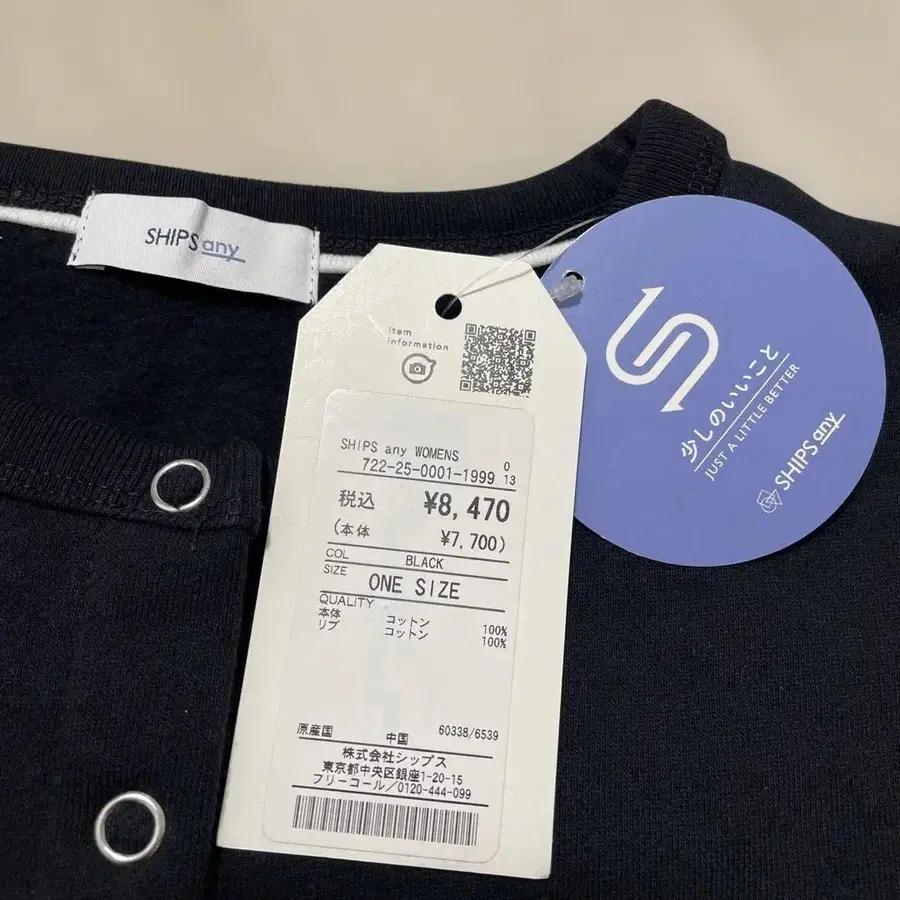 SHIPS any
item
information
SHIPS any WOMENS 0
722-25-0001-1999 13
税込 ¥8,470
(本体 ¥7,700)
COL BLACK
SIZE ONE SIZE
QUALITY
本体 コットン 100%
リブ コットン 100%
60338/6539
原産国 中国
株式会社シップス
東京都中央区銀座1-20-15
フリーコール/0120-444-099
少しのいいこと
JUST A LITTLE BETTER
SHIPS any